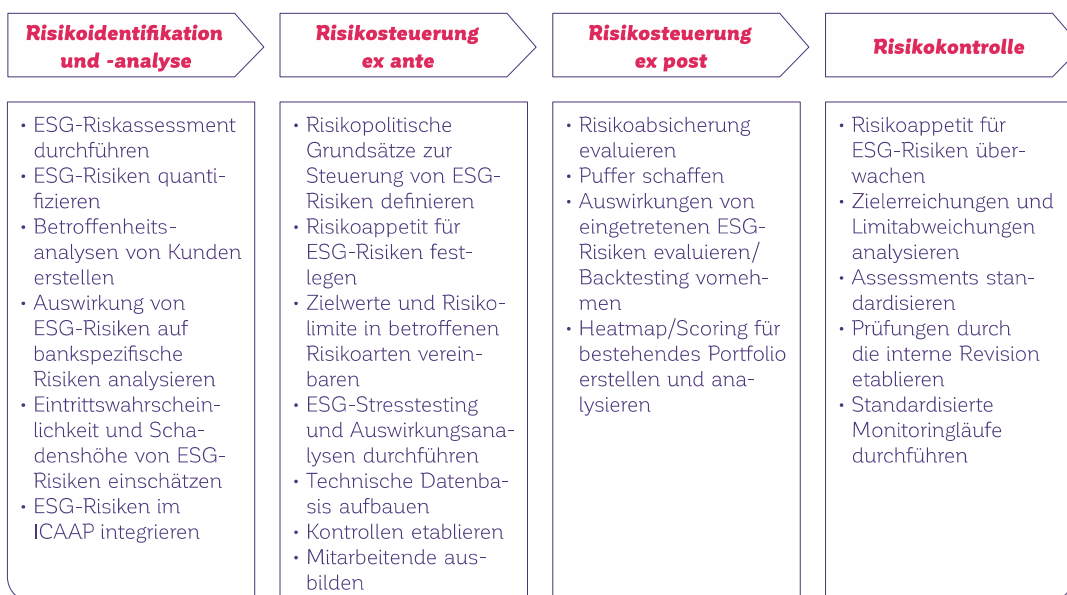 Risikoidentifikation
und -analyse
• ESG-Riskassessment
durchführen
• ESG-Risiken quanti-
fizieren
• Betroffenheits-
analysen von Kunden
erstellen
• Auswirkung von
ESG-Risiken auf
bankspezifische
Risiken analysieren
• Eintrittswahrschein-
lichkeit und Scha-
denshöhe von ESG-
Risiken einschätzen
• ESG-Risiken im
ICAAP integrieren
Risikosteuerung
ex ante
• Risikopolitische
Grundsätze zur
Steuerung von ESG-
Risiken definieren
• Risikoappetit für
ESG-Risiken fest-
legen
• Zielwerte und Risiko-
limite in betroffenen
Risikoarten verein-
baren
• ESG-Stresstesting
und Auswirkungsana-
lysen durchführen
• Technische Datenba-
sis aufbauen
• Kontrollen etablieren
• Mitarbeitende aus-
bilden
Risikosteuerung
ex post
• Risikoabsicherung
evaluieren
• Puffer schaffen
• Auswirkungen von
eingetretenen ESG-
Risiken evaluieren/
Backtesting vorneh-
men
• Heatmap/Scoring für
bestehendes Portfolio
erstellen und ana-
lysieren
Risikokontrolle
• Risikoappetit für
ESG-Risiken über-
wachen
• Zielerreichungen und
Limitabweichungen
analysieren
• Assessments stan-
dardisieren
• Prüfungen durch
die interne Revision
etablieren
• Standardisierte
Monitoringläufe
durchführen